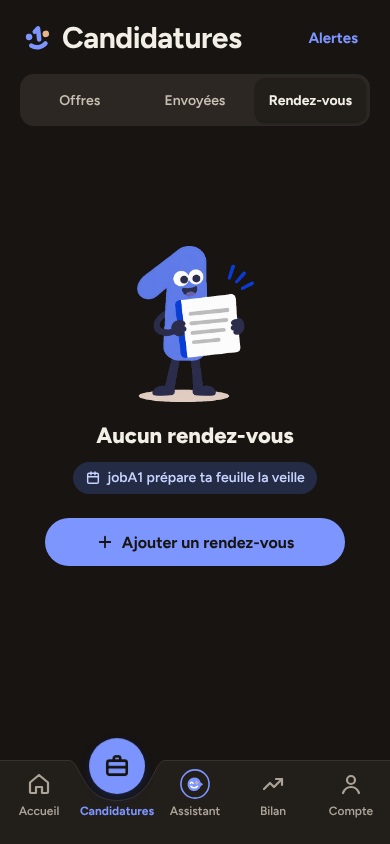 Candidatures
Alertes
Offres
Envoyées
Rendez-vous
Aucun rendez-vous
jobA1 prépare ta feuille la veille
Ajouter un rendez-vous
Accueil
Candidatures
Assistant
Bilan
Compte